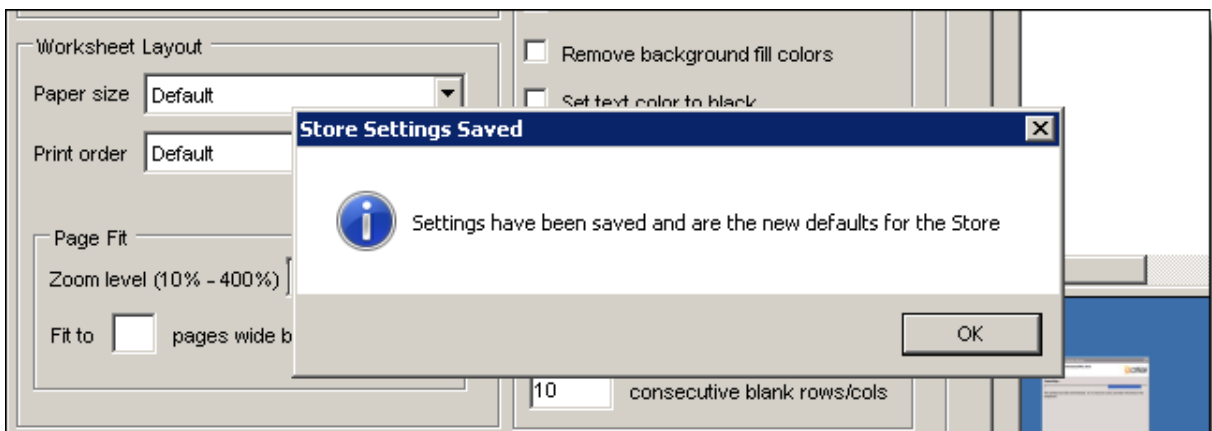 Worksheet Layout
Remove background fill colors
Paper size Default
Set text color to black
Store Settings Saved
Print order Default
Settings have been saved and are the new defaults for the Store
Page Fit
Zoom level (10% - 400%)
Fit to pages wide b
OK
10 consecutive blank rows/cols